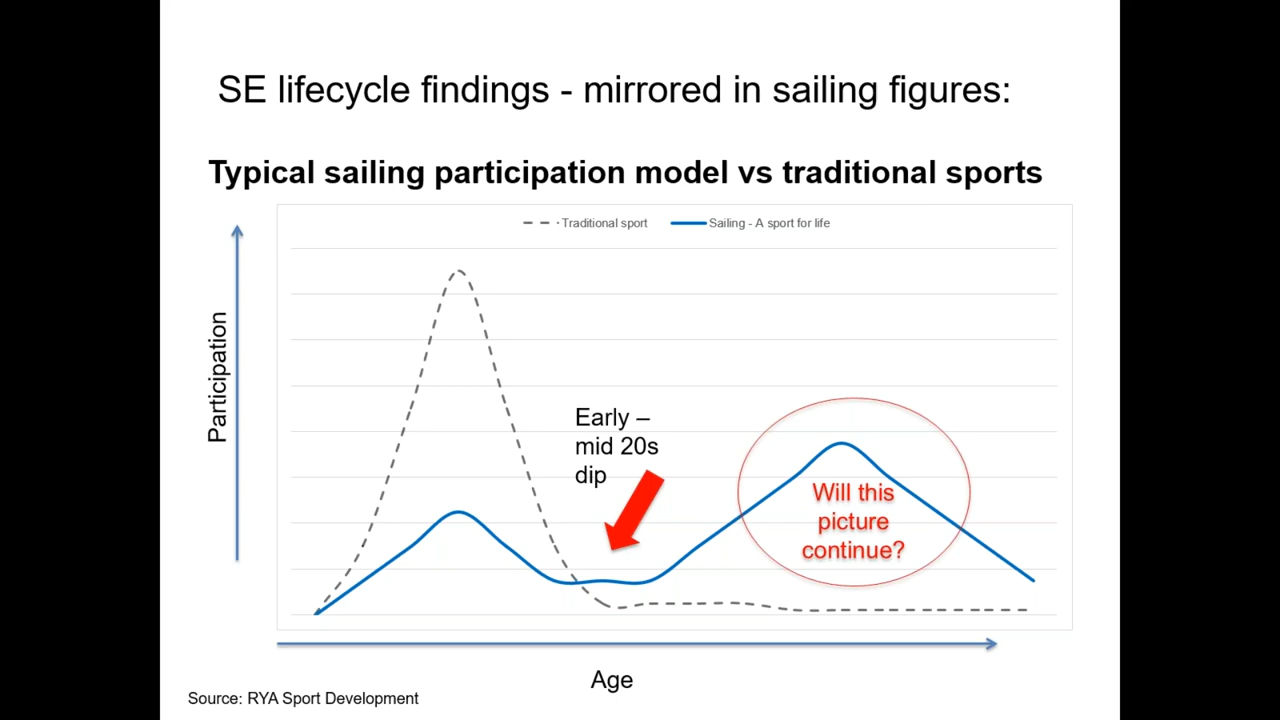 SE lifecycle findings - mirrored in sailing figures:
Typical sailing participation model vs traditional sports
Traditional sport
Sailing - A sport for life
Participation
Early –
mid 20s
dip
Will this
picture
continue?
Age
Source: RYA Sport Development